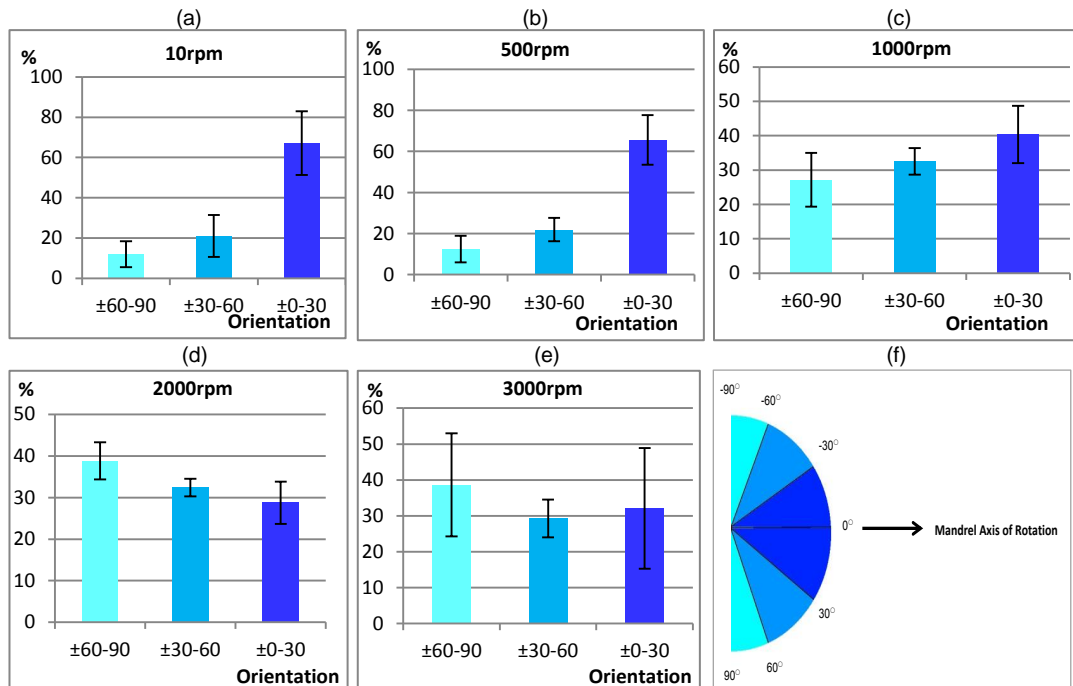 (a)
10rpm
%
100
80
60
40
20
0
±60-90 ±30-60 ±0-30
Orientation
(b)
500rpm
%
100
80
60
40
20
0
±60-90 ±30-60 ±0-30
Orientation
(c)
1000rpm
%
60
50
40
30
20
10
0
±60-90 ±30-60 ±0-30
Orientation
(d)
2000rpm
%
50
40
30
20
10
0
±60-90 ±30-60 ±0-30
Orientation
(e)
3000rpm
%
60
50
40
30
20
10
0
±60-90 ±30-60 ±0-30
Orientation
(f)
-90°
-60°
-30°
0°
Mandrel Axis of Rotation
30°
60°
90°